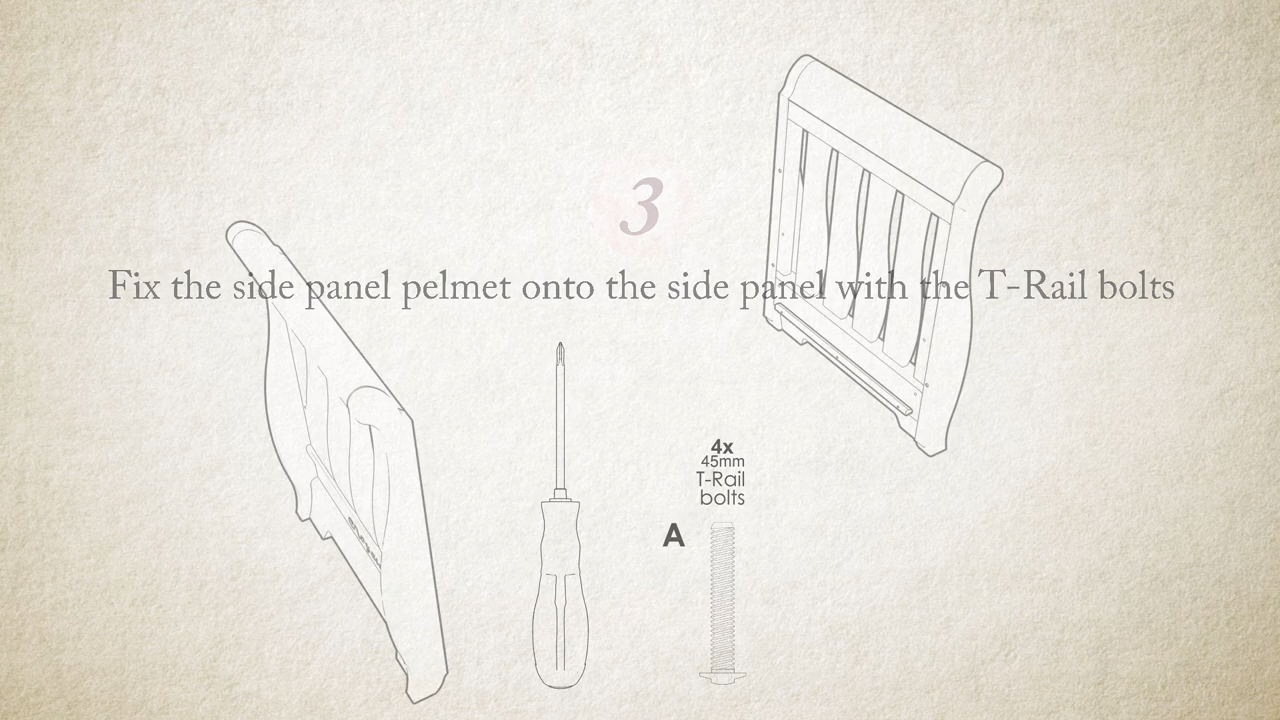 3
Fix the side panel pelmet onto the side panel with the T-Rail bolts
4x
45mm
T-Rail
bolts
A